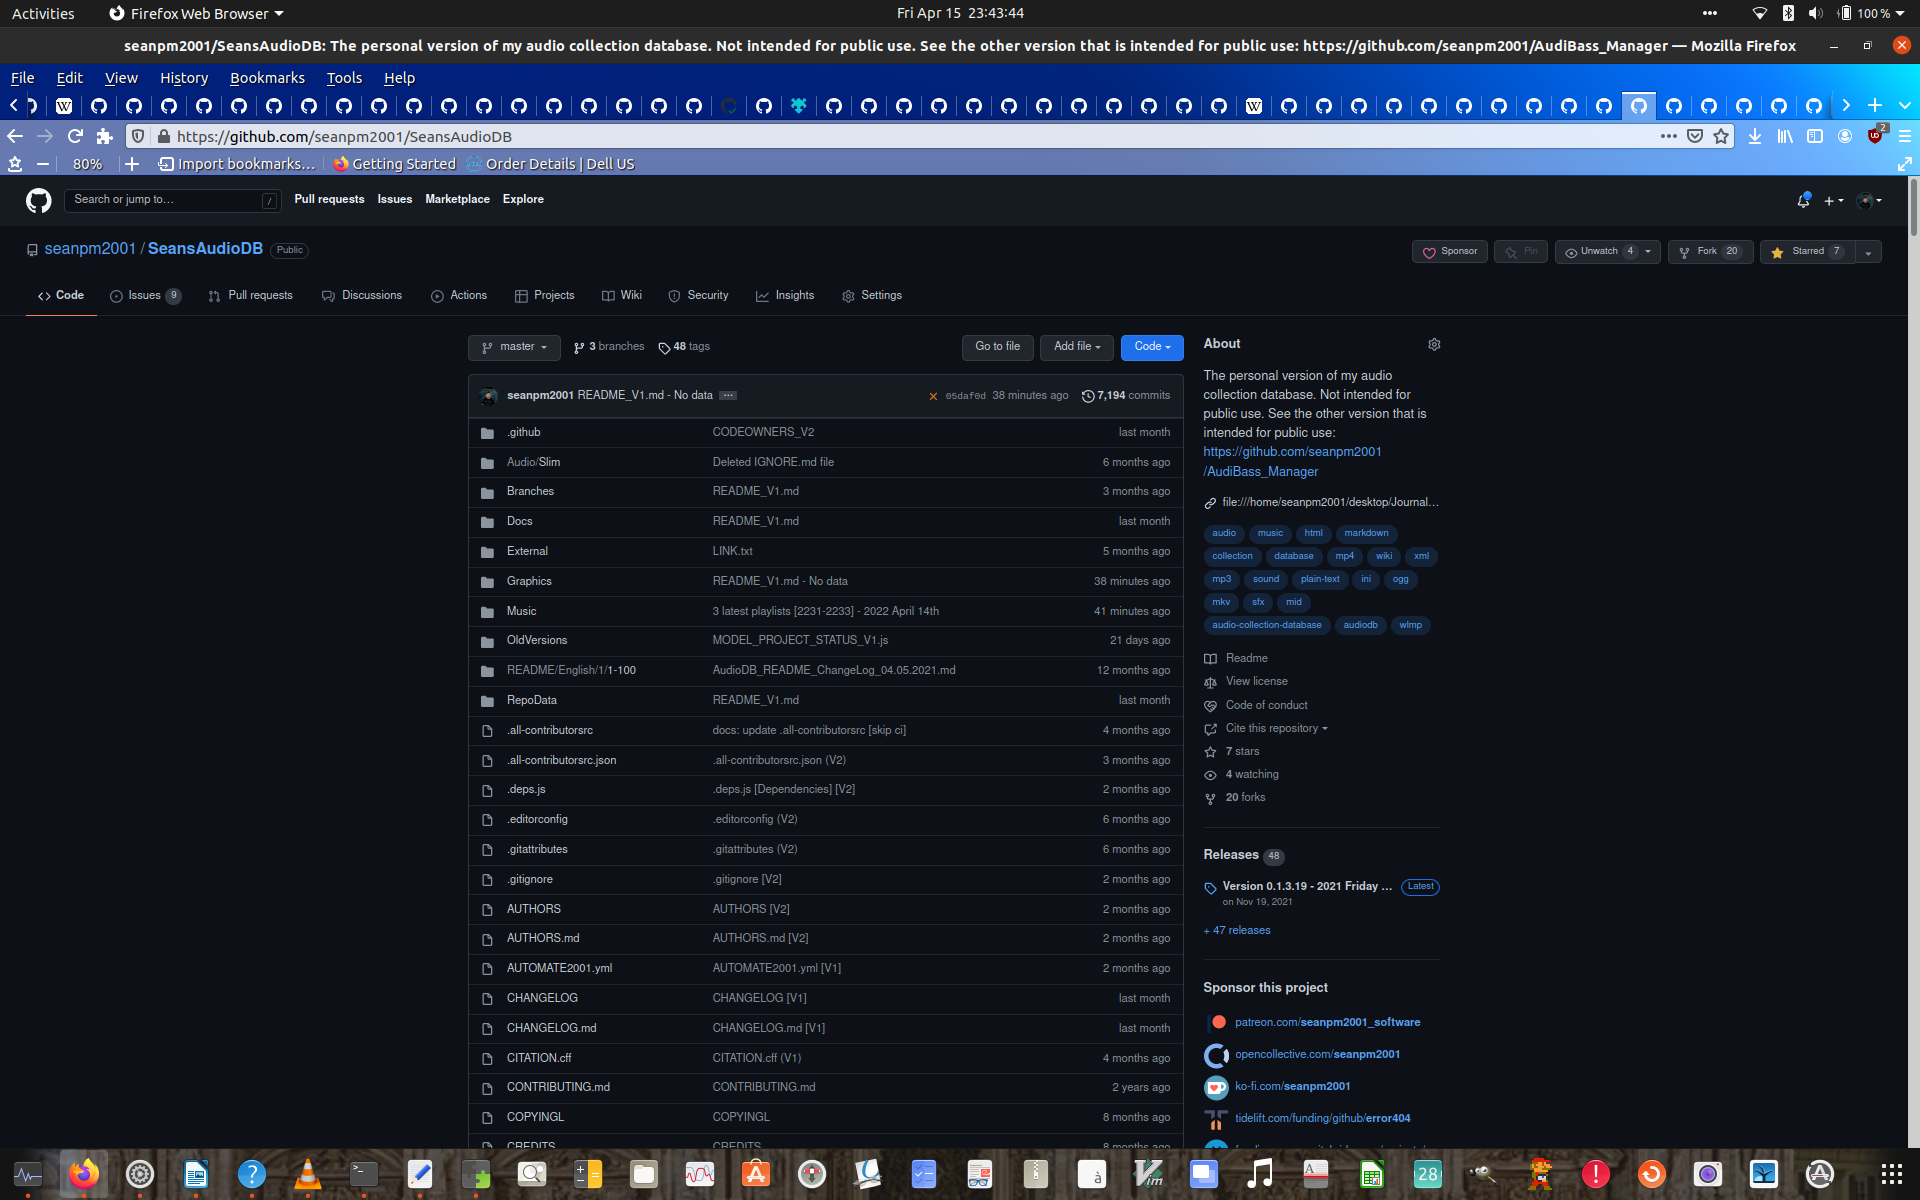 Activities
Firefox Web Browser
Fri Apr 15 23:43:44
100 %
seanpm2001/SeansAudioDB: The personal version of my audio collection database. Not intended for public use. See the other version that is intended for public use: https://github.com/seanpm2001/AudiBass_Manager — Mozilla Firefox
File Edit View History Bookmarks Tools Help
https://github.com/seanpm2001/SeansAudioDB
2
80%
Import bookmarks…
Getting Started
Order Details | Dell US
Search or jump to…
/
Pull requests Issues Marketplace Explore
seanpm2001 / SeansAudioDB Public
Sponsor
Pin
Unwatch 4
Fork 20
Starred 7
Code
Issues 9
Pull requests
Discussions
Actions
Projects
Wiki
Security
Insights
Settings
master
3 branches
48 tags
Go to file
Add file
Code
seanpm2001 README_V1.md - No data
05daf0d 38 minutes ago
7,194 commits
.github CODEOWNERS_V2 last month
Audio/Slim Deleted IGNORE.md file 6 months ago
Branches README_V1.md 3 months ago
Docs README_V1.md last month
External LINK.txt 5 months ago
Graphics README_V1.md - No data 38 minutes ago
Music 3 latest playlists [2231-2233] - 2022 April 14th 41 minutes ago
OldVersions MODEL_PROJECT_STATUS_V1.js 21 days ago
README/English/1/1-100 AudioDB_README_ChangeLog_04.05.2021.md 12 months ago
RepoData README_V1.md last month
.all-contributorsrc docs: update .all-contributorsrc [skip ci] 4 months ago
.all-contributorsrc.json .all-contributorsrc.json (V2) 3 months ago
.deps.js .deps.js [Dependencies] [V2] 2 months ago
.editorconfig .editorconfig (V2) 6 months ago
.gitattributes .gitattributes (V2) 6 months ago
.gitignore .gitignore [V2] 2 months ago
AUTHORS AUTHORS [V2] 2 months ago
AUTHORS.md AUTHORS.md [V2] 2 months ago
AUTOMATE2001.yml AUTOMATE2001.yml [V1] 2 months ago
CHANGELOG CHANGELOG [V1] last month
CHANGELOG.md CHANGELOG.md [V1] last month
CITATION.cff CITATION.cff (V1) 4 months ago
CONTRIBUTING.md CONTRIBUTING.md 2 years ago
COPYINGL COPYINGL 8 months ago
CREDITS CREDITS 8 months ago
About
The personal version of my audio
collection database. Not intended for
public use. See the other version that is
intended for public use:
https://github.com/seanpm2001
/AudiBass_Manager
file:///home/seanpm2001/desktop/Journal…
audio music html markdown
collection database mp4 wiki xml
mp3 sound plain-text ini ogg
mkv sfx mid
audio-collection-database audiodb wlmp
Readme
View license
Code of conduct
Cite this repository
7 stars
4 watching
20 forks
Releases 48
Version 0.1.3.19 - 2021 Friday ... Latest
on Nov 19, 2021
+ 47 releases
Sponsor this project
patreon.com/seanpm2001_software
opencollective.com/seanpm2001
ko-fi.com/seanpm2001
tidelift.com/funding/github/error404
28